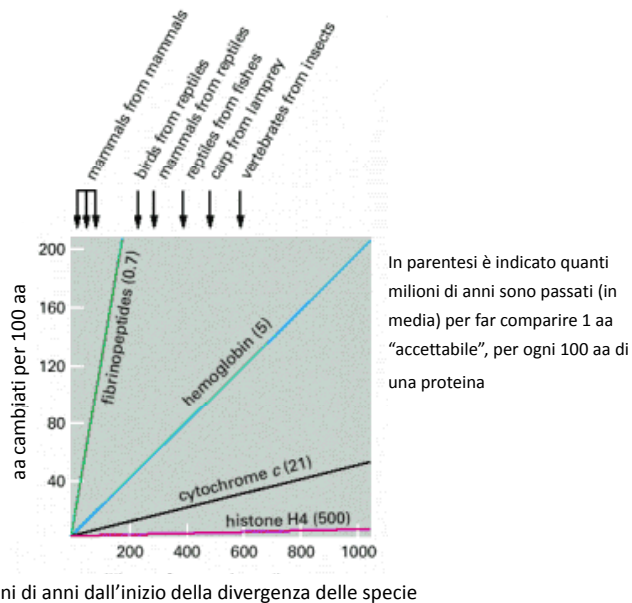 mammals from mammals
birds from reptiles
mammals from reptiles
reptiles from fishes
carp from lamprey
vertebrates from insects
200
160
120
80
40
aa cambiati per 100 aa
fibrinopeptides (0.7)
hemoglobin (5)
cytochrome c (21)
histone H4 (500)
200 400 600 800 1000
In parentesi è indicato quanti
milioni di anni sono passati (in
media) per far comparire 1 aa
“accettabile”, per ogni 100 aa di
una proteina
ni di anni dall’inizio della divergenza delle specie